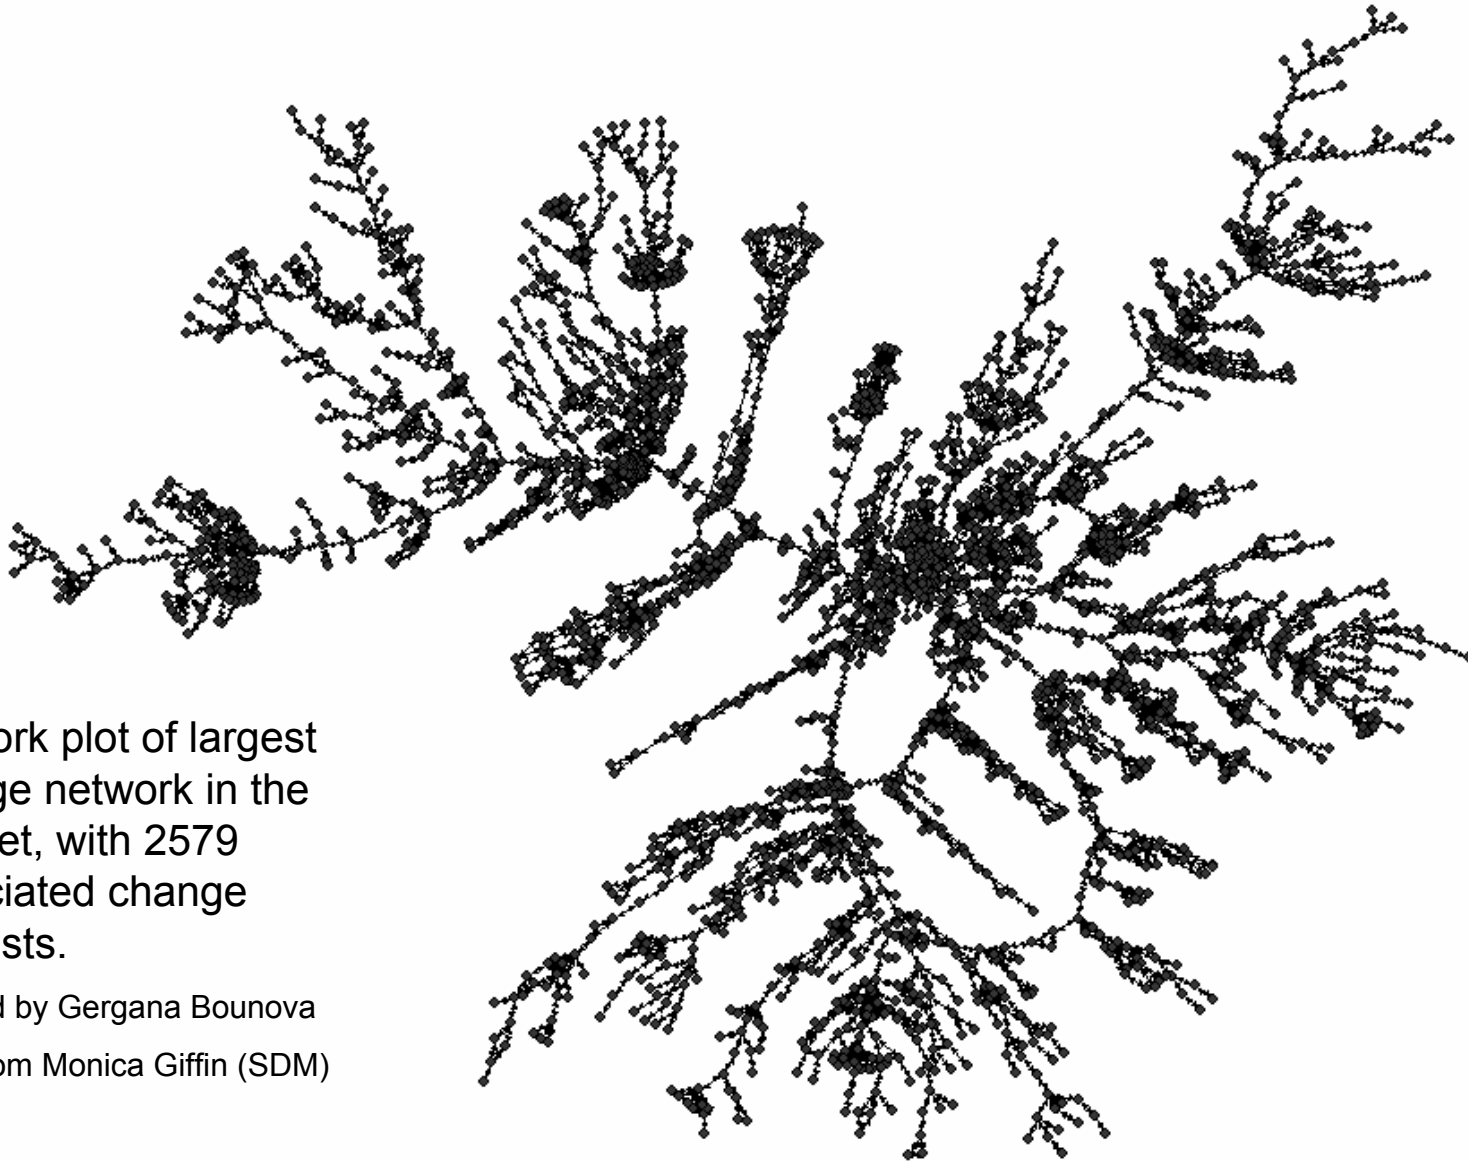 ork plot of largest
ge network in the
et, with 2579
ciated change
sts.
d by Gergana Bounova
om Monica Giffin (SDM)